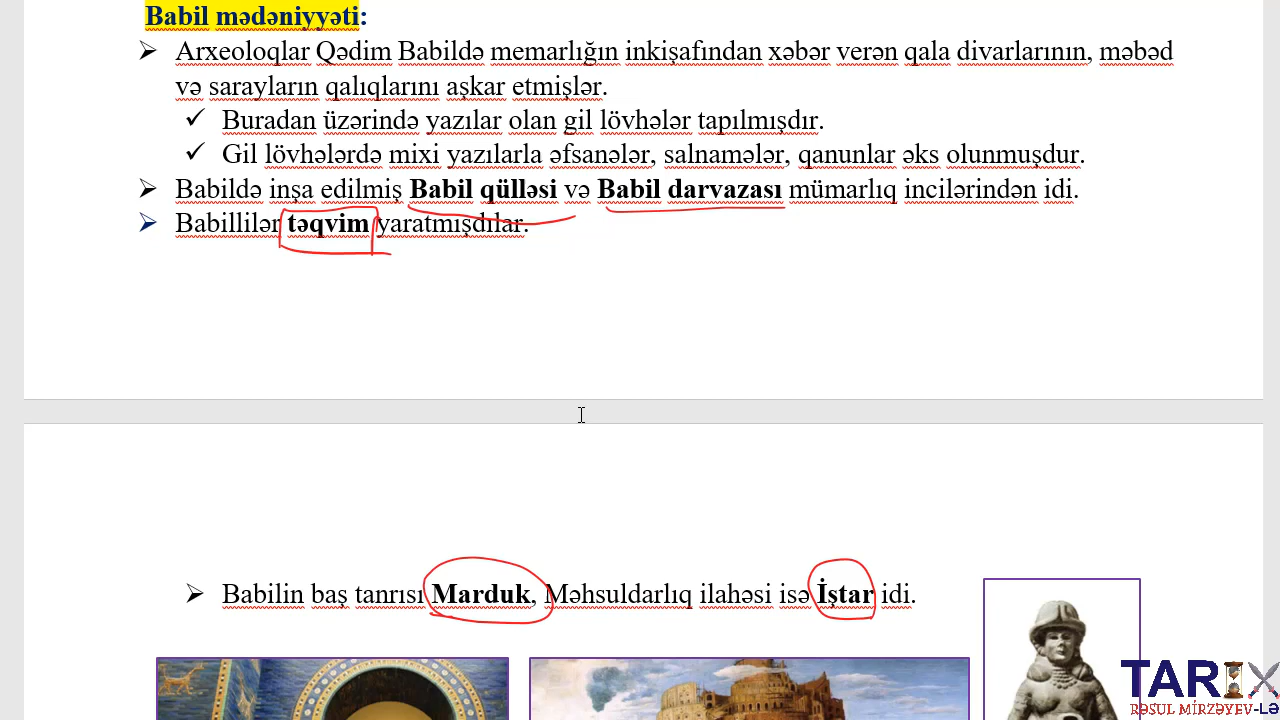 Babil mədəniyyəti:
Arxeoloqlar Qədim Babildə memarlığın inkişafından xəbər verən qala divarlarının, məbəd
və sarayların qalıqlarını aşkar etmişlər.
Buradan üzərində yazılar olan gil lövhələr tapılmışdır.
Gil lövhələrdə mixi yazılarla əfsanələr, salnamələr, qanunlar əks olunmuşdur.
Babildə inşa edilmiş Babil qülləsi və Babil darvazası mümarlıq incilərindən idi.
Babillilər təqvim yaratmışdılar.
Babilin baş tanrısı Marduk, Məhsuldarlıq ilahəsi isə İştar idi.
TARIX
RƏSUL MİRZƏYEV-LƏ